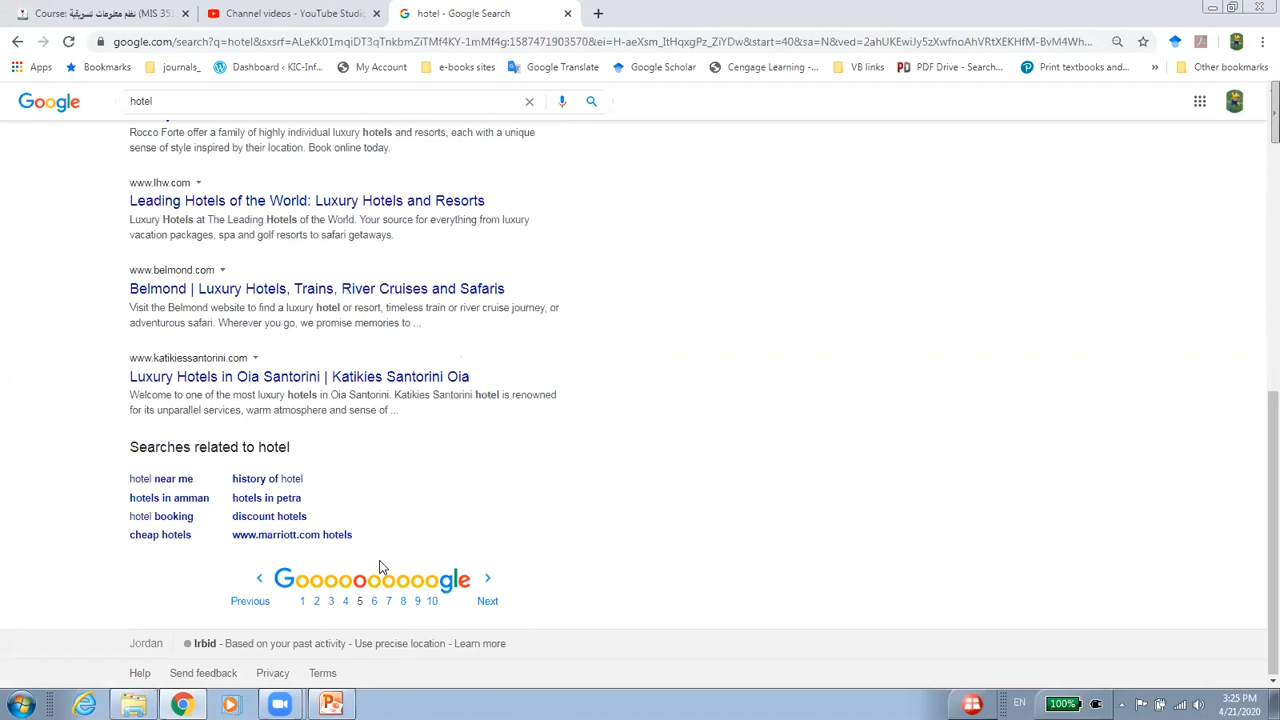 Course: نظم معلومات تسويقية (MIS 35
Channel videos - YouTube Studio
hotel - Google Search
google.com/search?q=hotel&sxsrf=ALeKk01mqiDT3qTnkbmZiTMf4KY-1mMf4g:1587471903570&ei=H-aeXsm_ItHqxgPz_ZiYDw&start=40&sa=N&ved=2ahUKEwiJy5zXwfnoAhVRtXEKHfM-BvM4Whc...
Apps
Bookmarks
journals_
Dashboard - KIC-Inf...
My Account
e-books sites
Google Translate
Google Scholar
Cengage Learning -...
VB links
PDF Drive - Search...
Print textbooks and...
Other bookmarks
Google
hotel
Rocco Forte offer a family of highly individual luxury hotels and resorts, each with a unique
sense of style inspired by their location. Book online today.
www.lhw.com
Leading Hotels of the World: Luxury Hotels and Resorts
Luxury Hotels at The Leading Hotels of the World. Your source for everything from luxury
vacation packages, spa and golf resorts to safari getaways.
www.belmond.com
Belmond | Luxury Hotels, Trains, River Cruises and Safaris
Visit the Belmond website to find a luxury hotel or resort, timeless train or river cruise journey, or
adventurous safari. Wherever you go, we promise memories to ...
www.katikiessantorini.com
Luxury Hotels in Oia Santorini | Katikies Santorini Oia
Welcome to one of the most luxury hotels in Oia Santorini. Katikies Santorini hotel is renowned
for its unparallel services, warm atmosphere and sense of ...
Searches related to hotel
hotel near me history of hotel
hotels in amman hotels in petra
hotel booking discount hotels
cheap hotels www.marriott.com hotels
Goooooooooogle
Previous 1 2 3 4 5 6 7 8 9 10 Next
Jordan Irbid - Based on your past activity - Use precise location - Learn more
Help Send feedback Privacy Terms
EN
100%
3:25 PM
4/21/2020